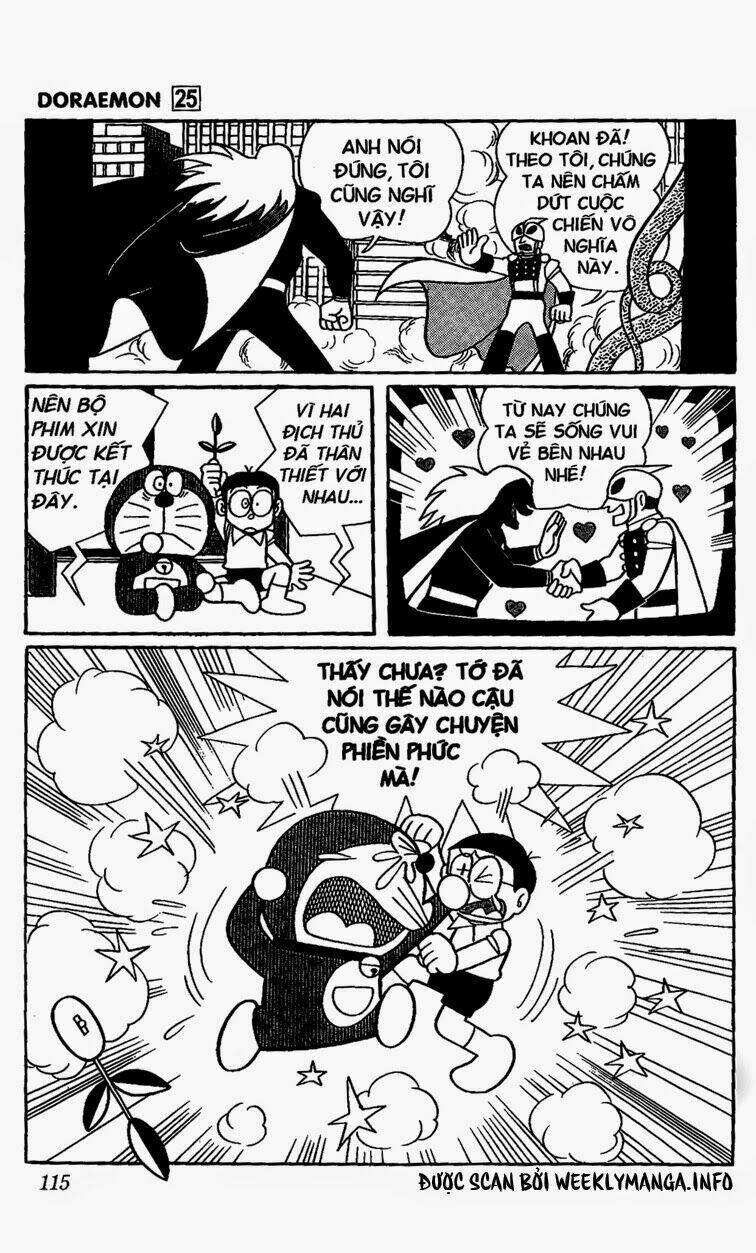 DORAEMON 25
KHOAN ĐÃ!
THEO TÔI, CHÚNG
TA NÊN CHẤM
DỨT CUỘC
CHIẾN VÔ
NGHĨA
NÀY.
ANH NÓI
ĐÚNG, TÔI
CŨNG NGHĨ
VẬY!
TỪ NAY CHÚNG
TA SẼ SỐNG VUI
VẺ BÊN NHAU
NHÉ!
VÌ HAI
ĐỊCH THỦ
ĐÃ THÂN
THIẾT VỚI
NHAU...
NÊN BỘ
PHIM XIN
ĐƯỢC KẾT
THÚC TẠI
ĐÂY.
THẤY CHƯA? TỚ ĐÃ
NÓI THẾ NÀO CẬU
CŨNG GÂY CHUYỆN
PHIỀN PHỨC
MÀ!
115
ĐƯỢC SCAN BỞI WEEKLYMANGA.INFO